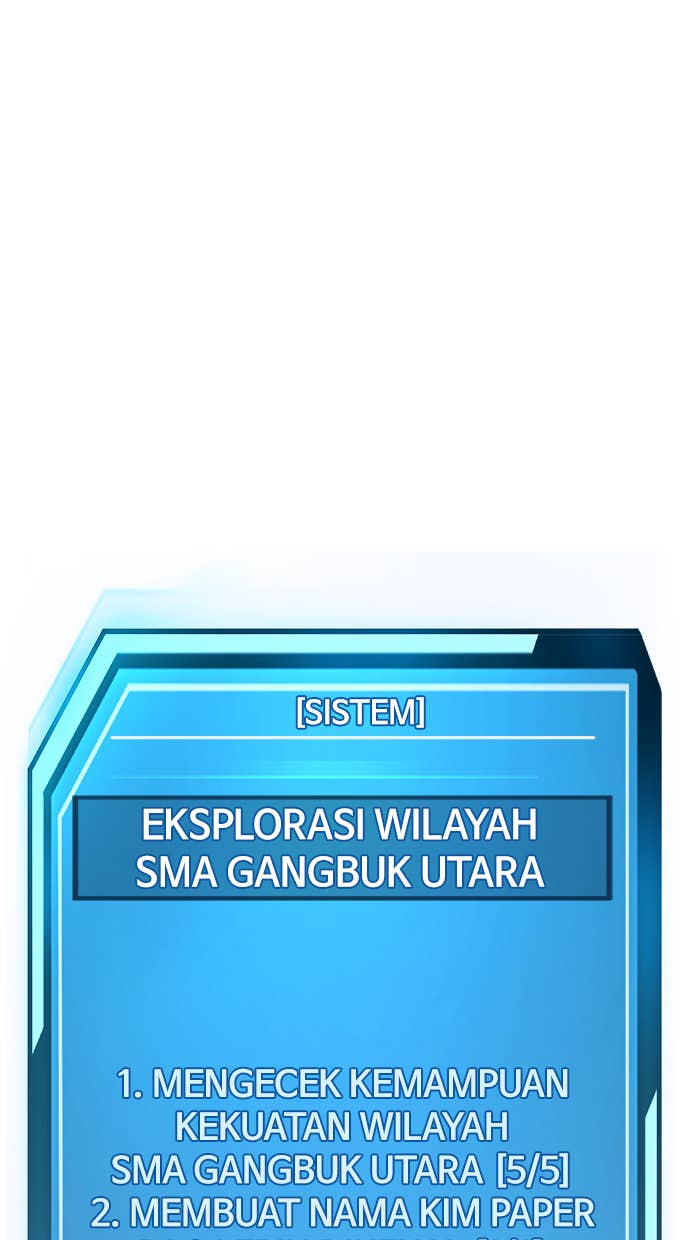 [SISTEM]
EKSPLORASI WILAYAH
SMA GANGBUK UTARA
1. MENGECEK KEMAMPUAN
KEKUATAN WILAYAH
SMA GANGBUK UTARA [5/5]
2. MEMBUAT NAMA KIM PAPER